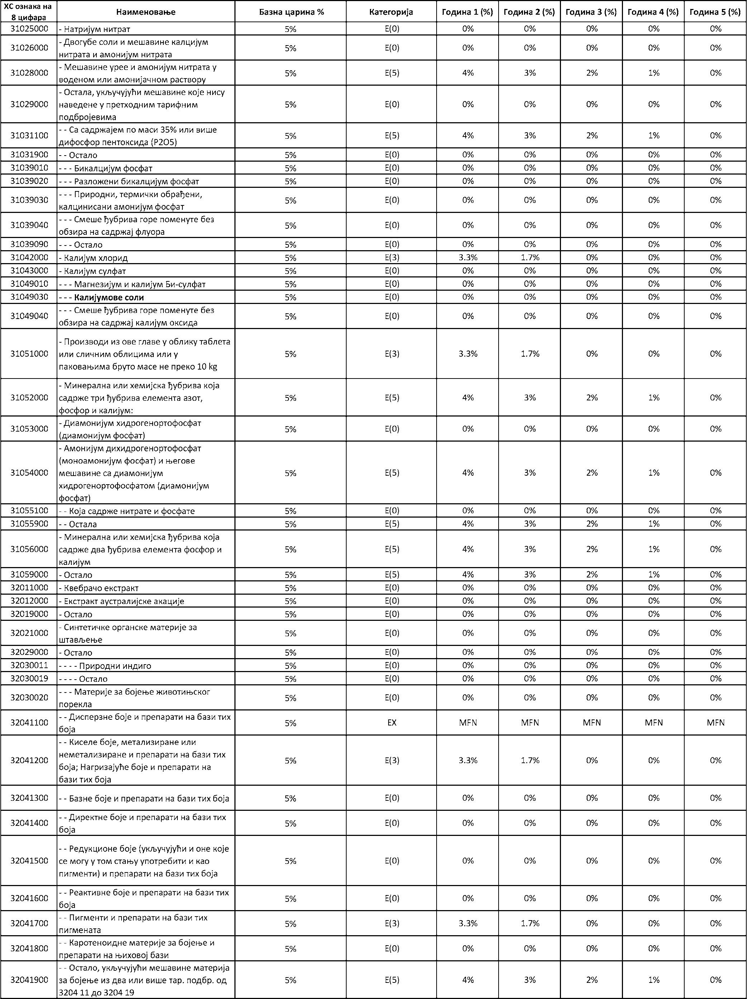 ХС ознака на 8 цифара Наименовање Базна царина % Категорија Година 1 (%) Година 2 (%) Година 3 (%) Година 4 (%) Година 5 (%)
31025000 - Натријум нитрат 5% E(0) 0% 0% 0% 0% 0%
31026000 - Двогубе соли и мешавине калцијум
нитрата и амонијум нитрата 5% E(0) 0% 0% 0% 0% 0%
31028000 - Мешавине урее и амонијум нитрата у
воденом или амонијачном раствору 5% E(5) 4% 3% 2% 1% 0%
31029000 - Остала, укључујући мешавине које нису
наведене у претходним тарифним
подбројевима 5% E(0) 0% 0% 0% 0% 0%
31031100 - - Са садржајем по маси 35% или више
дифосфор пентоксида (P2O5) 5% E(5) 4% 3% 2% 1% 0%
31031900 - - Остало 5% E(0) 0% 0% 0% 0% 0%
31039010 - - - Бикалцијум фосфат 5% E(0) 0% 0% 0% 0% 0%
31039020 - - - Разложени бикалцијум фосфат 5% E(0) 0% 0% 0% 0% 0%
31039030 - - - Природни, термички обрађени,
калцинисани амонијум фосфат 5% E(0) 0% 0% 0% 0% 0%
31039040 - - - Смеше ђубрива горе поменуте без
обзира на садржај флуора 5% E(0) 0% 0% 0% 0% 0%
31039090 - - - Остало 5% E(0) 0% 0% 0% 0% 0%
31042000 - Калијум хлорид 5% E(3) 3.3% 1.7% 0% 0% 0%
31043000 - Калијум сулфат 5% E(0) 0% 0% 0% 0% 0%
31049010 - - - Магнезијум и калијум Би-сулфат 5% E(0) 0% 0% 0% 0% 0%
31049030 - - - Калијумове соли 5% E(0) 0% 0% 0% 0% 0%
31049040 - - - Смеше ђубрива горе поменуте без
обзира на садржај калијум оксида 5% E(0) 0% 0% 0% 0% 0%
31051000 - Производи из ове главе у облику таблета
или сличним облицима или у
паковањима бруто масе не преко 10 kg 5% E(3) 3.3% 1.7% 0% 0% 0%
31052000 - Минерална или хемијска ђубрива која
садрже три ђубрива елемента азот,
фосфор и калијум: 5% E(5) 4% 3% 2% 1% 0%
31053000 - Диамонијум хидрогенортофосфат
(диамонијум фосфат) 5% E(0) 0% 0% 0% 0% 0%
31054000 - Амонијум дихидрогенортофосфат
(моноамонијум фосфат) и његове
мешавине са диамонијум
хидрогенортофосфатом (диамонијум
фосфат) 5% E(5) 4% 3% 2% 1% 0%
31055100 - - Која садрже нитрате и фосфате 5% E(0) 0% 0% 0% 0% 0%
31055900 - - Остала 5% E(5) 4% 3% 2% 1% 0%
31056000 - Минерална или хемијска ђубрива која
садрже два ђубрива елемента фосфор и
калијум 5% E(5) 4% 3% 2% 1% 0%
31059000 - Остало 5% E(5) 4% 3% 2% 1% 0%
32011000 - Квебрачо екстракт 5% E(0) 0% 0% 0% 0% 0%
32012000 - Екстракт аустралијске акације 5% E(0) 0% 0% 0% 0% 0%
32019000 - Остало 5% E(0) 0% 0% 0% 0% 0%
32021000 - Синтетичке органске материје за
штављење 5% E(0) 0% 0% 0% 0% 0%
32029000 - Остало 5% E(0) 0% 0% 0% 0% 0%
32030011 - - - - Природни индиго 5% E(0) 0% 0% 0% 0% 0%
32030019 - - - - Остало 5% E(0) 0% 0% 0% 0% 0%
32030020 - - - Материје за бојење животињског
порекла 5% E(0) 0% 0% 0% 0% 0%
32041100 - - Дисперзне боје и препарати на бази тих
боја 5% EX MFN MFN MFN MFN MFN
32041200 - - Киселе боје, метализиране или
неметализиране и препарати на бази тих
боја; Нагризајуће боје и препарати на
бази тих боја 5% E(3) 3.3% 1.7% 0% 0% 0%
32041300 - - Базне боје и препарати на бази тих боја 5% E(0) 0% 0% 0% 0% 0%
32041400 - - Директне боје и препарати на бази тих
боја 5% E(0) 0% 0% 0% 0% 0%
32041500 - - Редукционе боје (укључујући и оне које
се могу у том стању употребити и као
пигменти) и препарати на бази тих боја 5% E(0) 0% 0% 0% 0% 0%
32041600 - - Реактивне боје и препарати на бази тих
боја 5% E(0) 0% 0% 0% 0% 0%
32041700 - - Пигменти и препарати на бази тих
пигмената 5% E(3) 3.3% 1.7% 0% 0% 0%
32041800 - - Каротеноидне материје за бојење и
препарати на њиховој бази 5% E(0) 0% 0% 0% 0% 0%
32041900 - - Остало, укључујући мешавине материја
за бојење из два или више тар. подбр. од
3204 11 до 3204 19 5% E(5) 4% 3% 2% 1% 0%